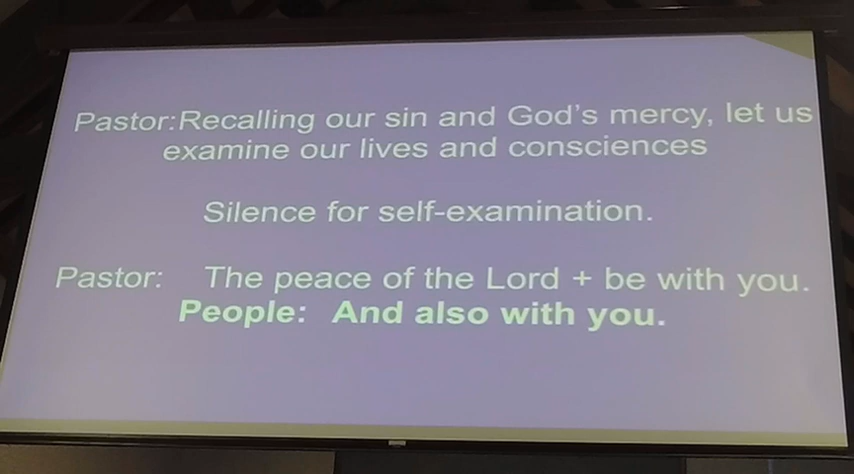 Pastor:Recalling our sin and God's mercy, let us
examine our lives and consciences
Silence for self-examination.
Pastor: The peace of the Lord + be with you.
People: And also with you.